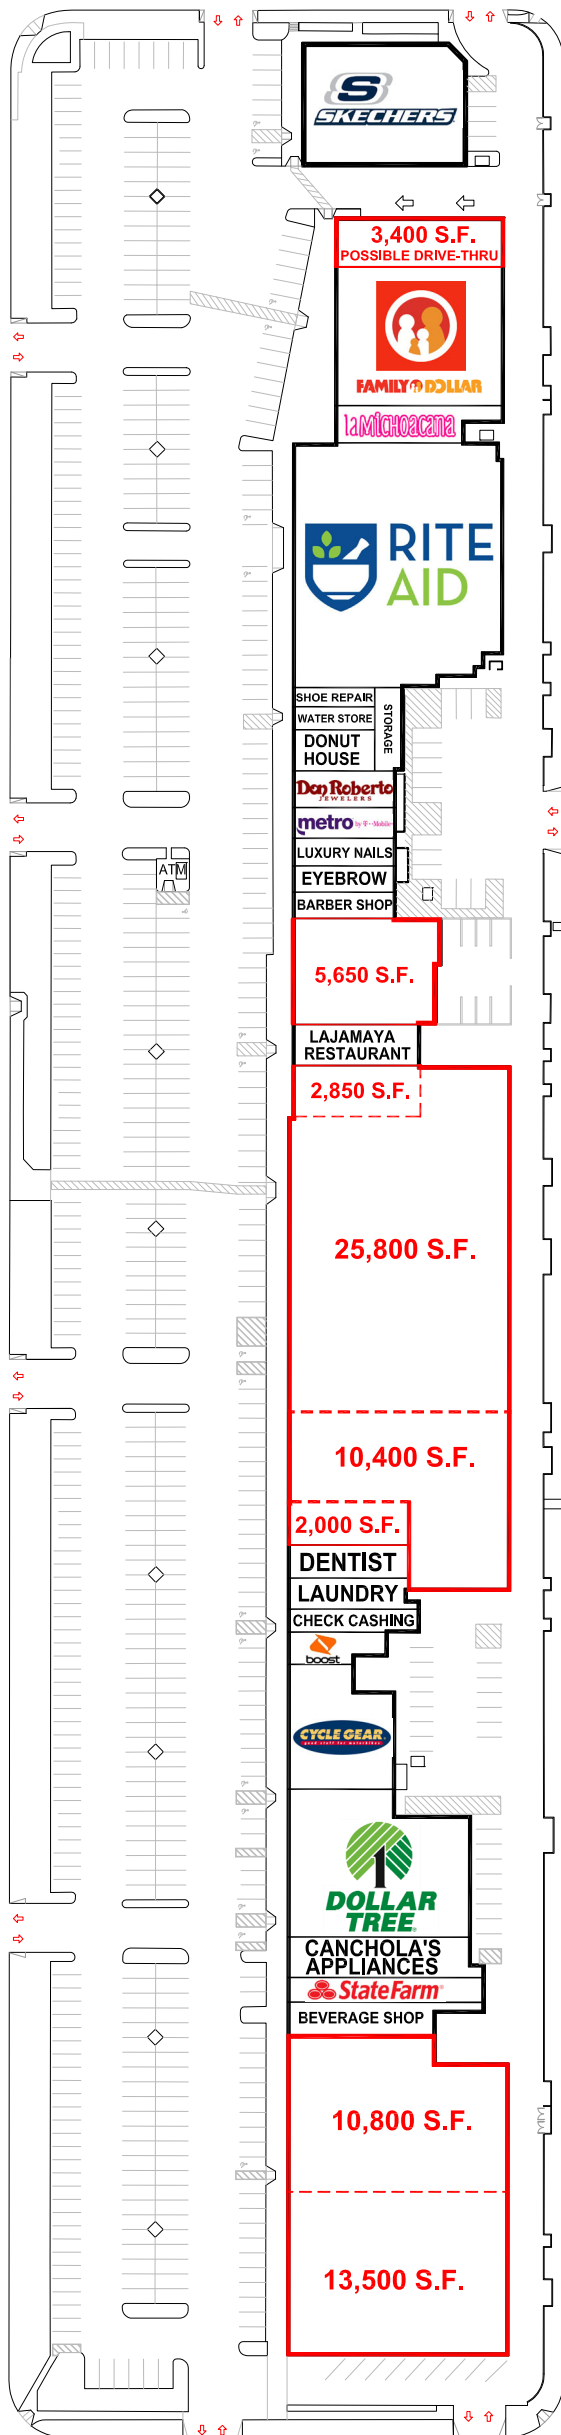 S
SKECHERS
3,400 S.F.
POSSIBLE DRIVE-THRU
FAMILY DOLLAR
la MICHOACANA
RITE
AID
SHOE REPAIR
WATER STORE
STORAGE
DONUT
HOUSE
Don Roberto
JEWELERS
metro by T-Mobile
LUXURY NAILS
ATM
EYEBROW
BARBER SHOP
5,650 S.F.
LAJAMAYA
RESTAURANT
2,850 S.F.
25,800 S.F.
10,400 S.F.
2,000 S.F.
DENTIST
LAUNDRY
CHECK CASHING
boost
CYCLE GEAR
1
DOLLAR
TREE
CANCHOLA'S
APPLIANCES
State Farm
BEVERAGE SHOP
10,800 S.F.
13,500 S.F.